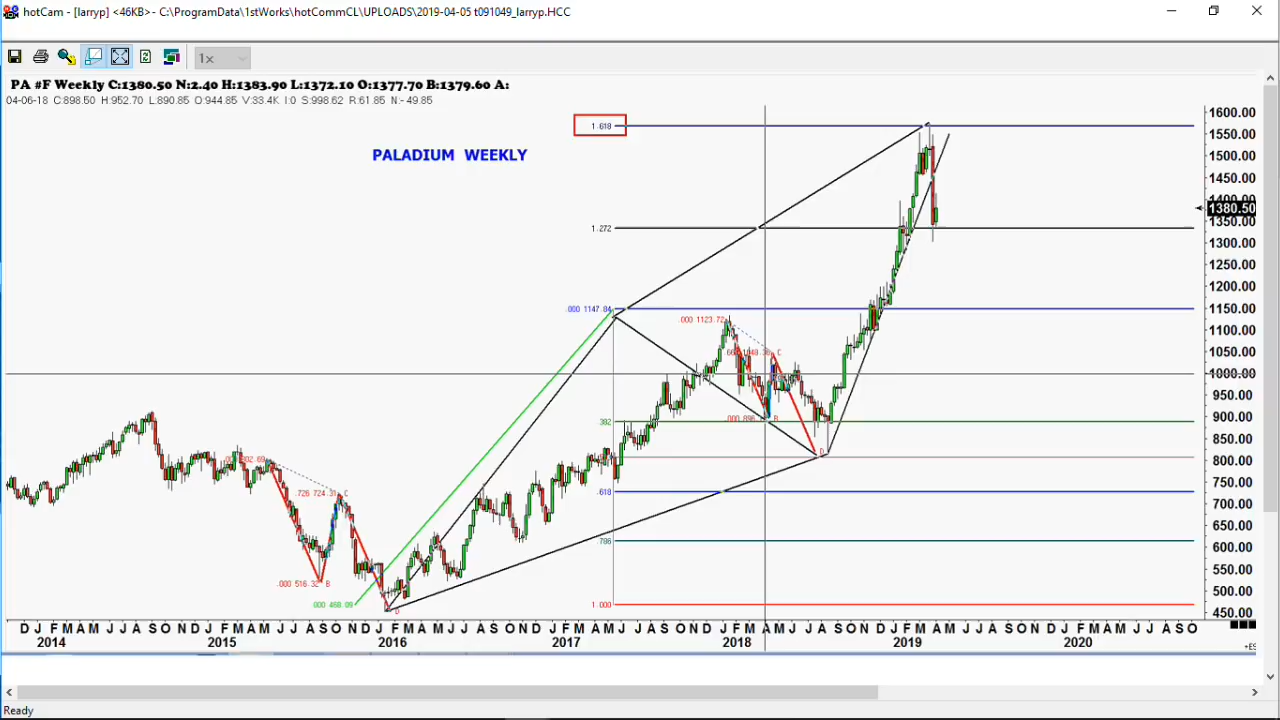 hotCam - [larryp] <46KB>- C:\ProgramData\1stWorks\hotCommCL\UPLOADS\2019-04-05 t091049_larryp.HCC
1x
PA #F Weekly C:1380.50 N:2.40 H:1383.90 L:1372.10 O:1377.70 B:1379.60 A:
04-06-18 C:898.50 H:952.70 L:890.85 O:944.85 V:33.4K I:0 S:998.62 R:61.85 N:-49.85
1.618
PALADIUM WEEKLY
1.272
.000 1147.84
.000 1123.72
C
.382
.000 896.
B
D
.618
.786
1.000
.726 724.31 C
.000 516.32 B
.000 468.09
D
1600.00
1550.00
1500.00
1450.00
1400.00
1380.50
1350.00
1300.00
1250.00
1200.00
1150.00
1100.00
1050.00
1000.00
950.00
900.00
850.00
800.00
750.00
700.00
650.00
600.00
550.00
500.00
450.00
D J F M A M J J A S O N D J F M A M J J A S O N D J F M A M J J A S O N D J F M A M J J A S O N D J F M A M J J A S O N D J F M A M J J A S O N D J F M A M J J A S O
2014 2015 2016 2017 2018 2019 2020
Ready